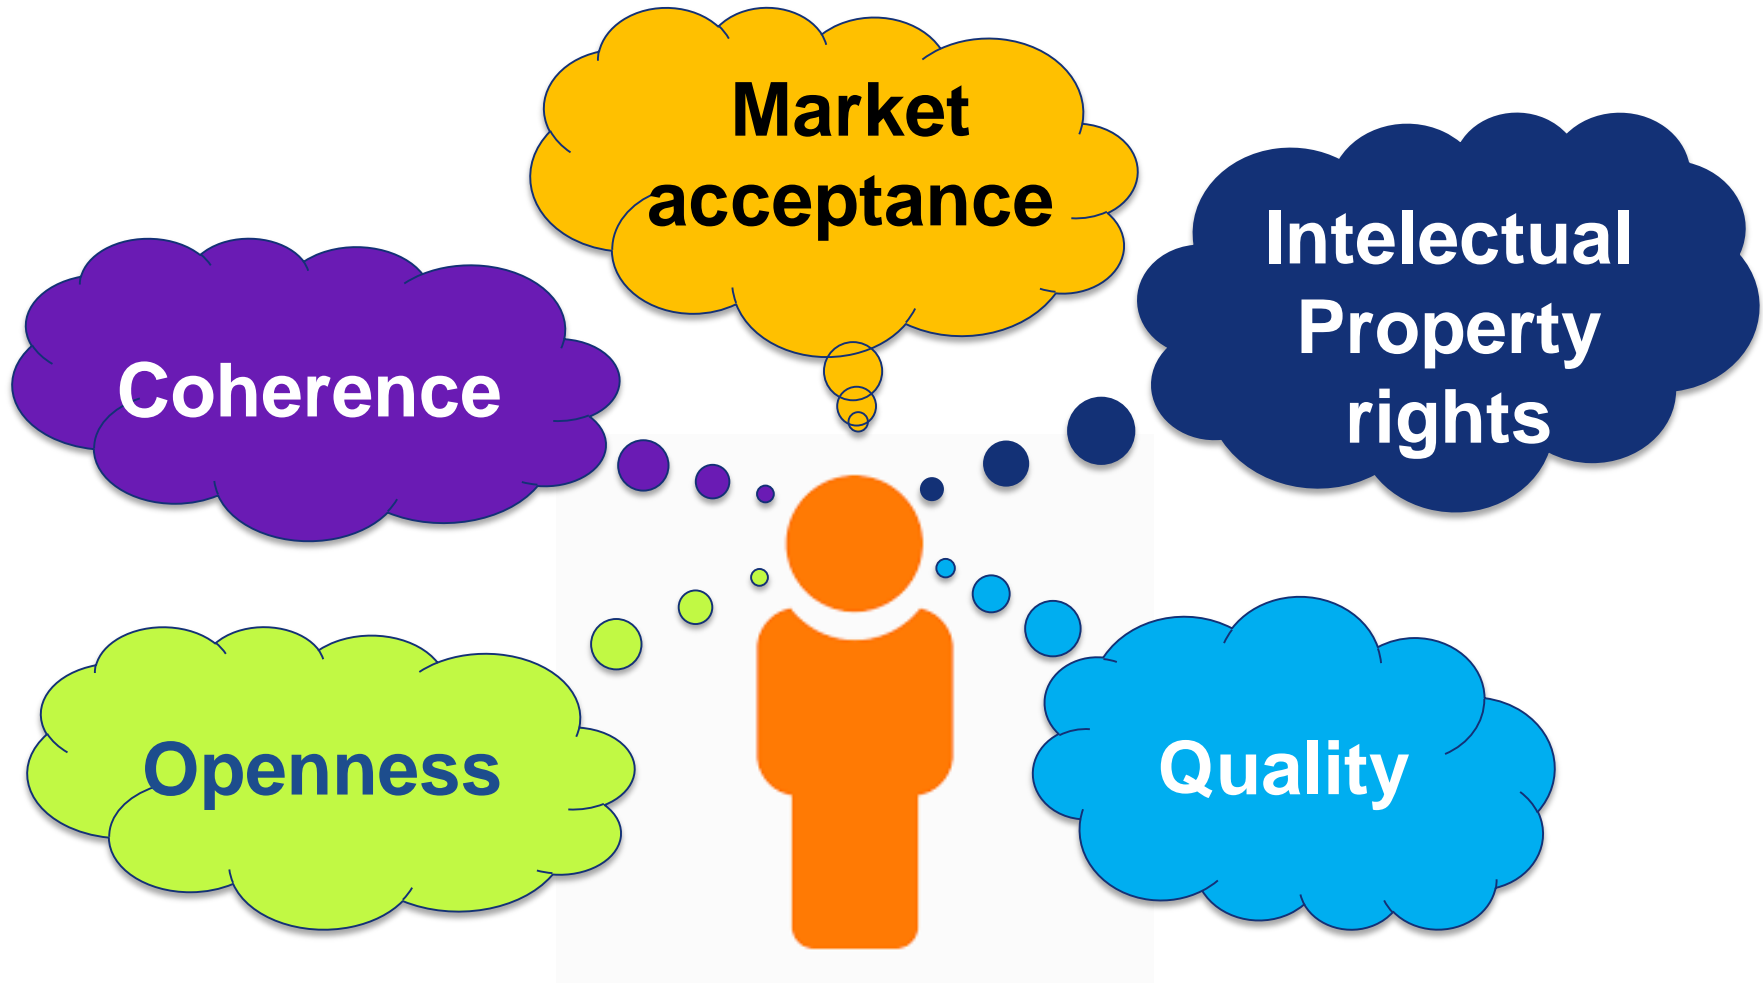 Market
acceptance
Intelectual
Property
rights
Coherence
Openness
Quality